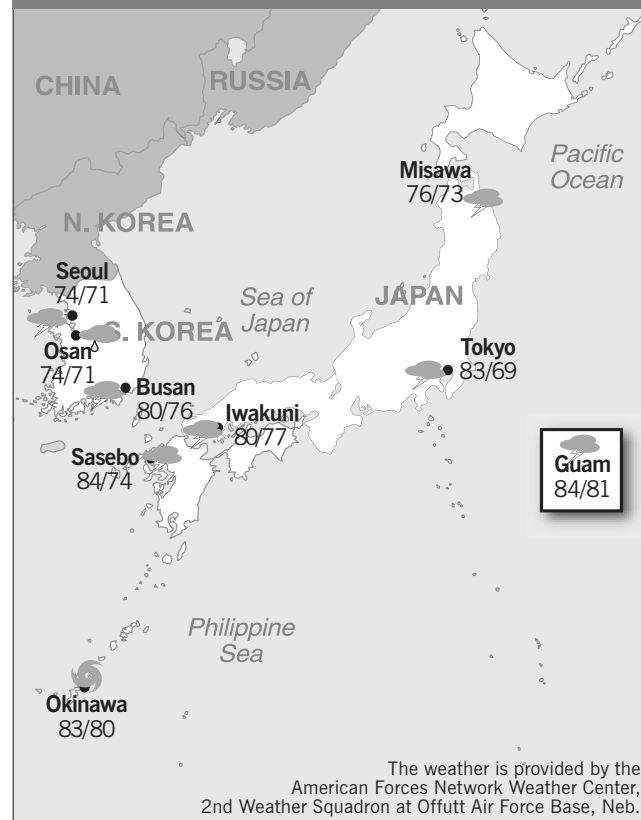 CHINA
RUSSIA
Pacific
Ocean
Misawa
76/73
N. KOREA
Seoul
74/71
Sea of
Japan
JAPAN
S. KOREA
Osan
74/71
Tokyo
83/69
Busan
80/76
Iwakuni
89/77
Sasebo
84/74
Guam
84/81
Philippine
Sea
Okinawa
83/80
The weather is provided by the
American Forces Network Weather Center,
2nd Weather Squadron at Offutt Air Force Base, Neb.